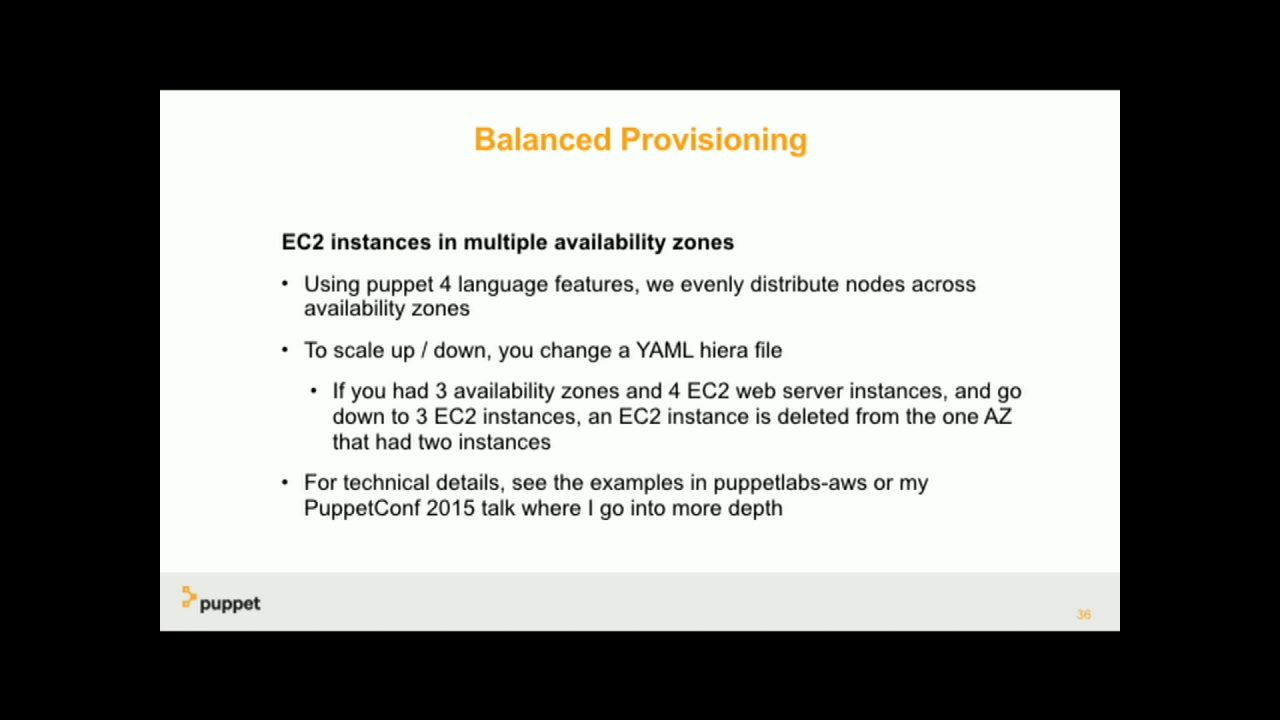 Balanced Provisioning
EC2 instances in multiple availability zones
• Using puppet 4 language features, we evenly distribute nodes across
availability zones
• To scale up / down, you change a YAML hiera file
• If you had 3 availability zones and 4 EC2 web server instances, and go
down to 3 EC2 instances, an EC2 instance is deleted from the one AZ
that had two instances
• For technical details, see the examples in puppetlabs-aws or my
PuppetConf 2015 talk where I go into more depth
puppet
36